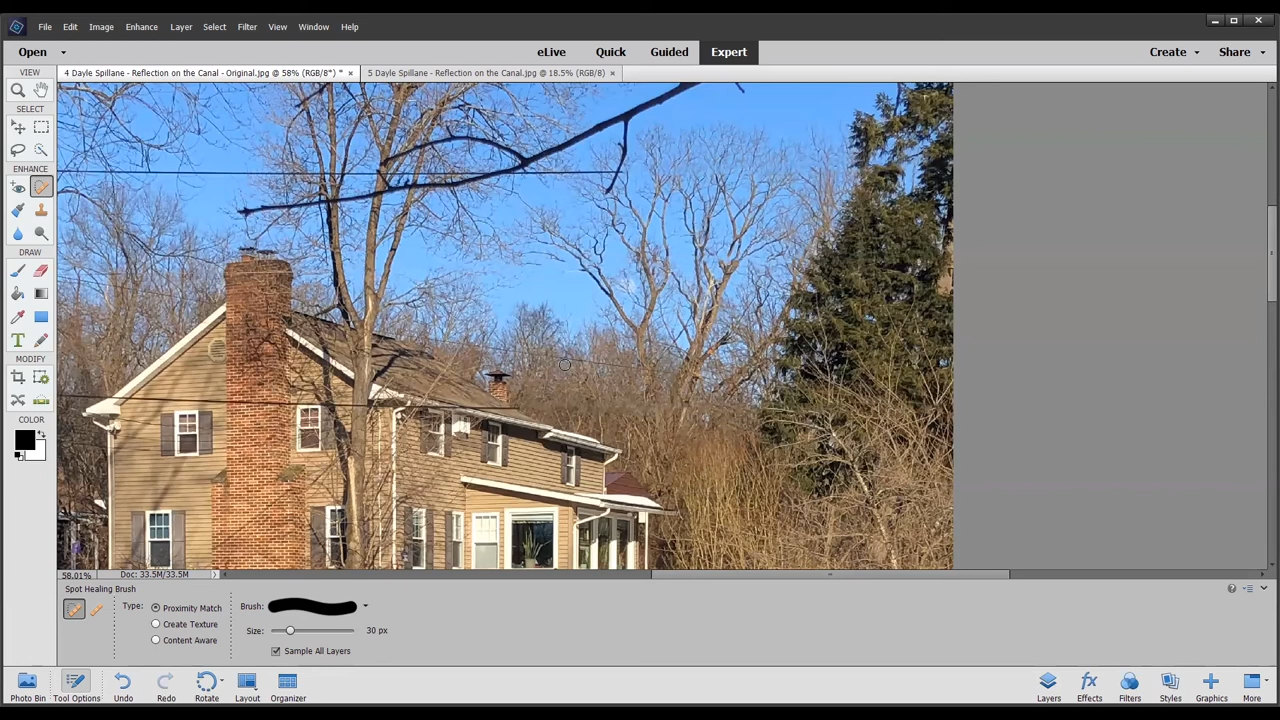 File Edit Image Enhance Layer Select Filter View Window Help
Open eLive Quick Guided Expert Create Share
VIEW 4 Dayle Spillane - Reflection on the Canal - Original.jpg @ 58% (RGB/8*) * × 5 Dayle Spillane - Reflection on the Canal.jpg @ 18.5% (RGB/8) ×
SELECT
ENHANCE
DRAW
T
MODIFY
COLOR
58.01% Doc: 33.5M/33.5M
Spot Healing Brush
Type: Proximity Match Brush:
Create Texture
Size: 30 px
Content Aware
Sample All Layers
Photo Bin Tool Options Undo Redo Rotate Layout Organizer Layers fx Effects Filters Styles Graphics More